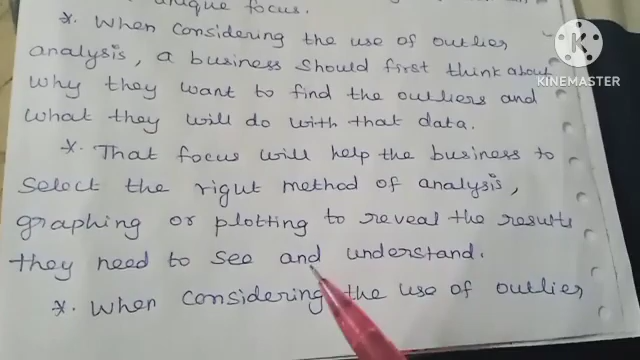 unique focus.
*. When considering the use of outlier
analysis, a business should first think about
why they want to find the outliers and
what they will do with that data.
*. That focus will help the business to
select the right method of analysis,
graphing or plotting to reveal the results
they need to see and understand.
*. When considering the use of outlier
KINEMASTER